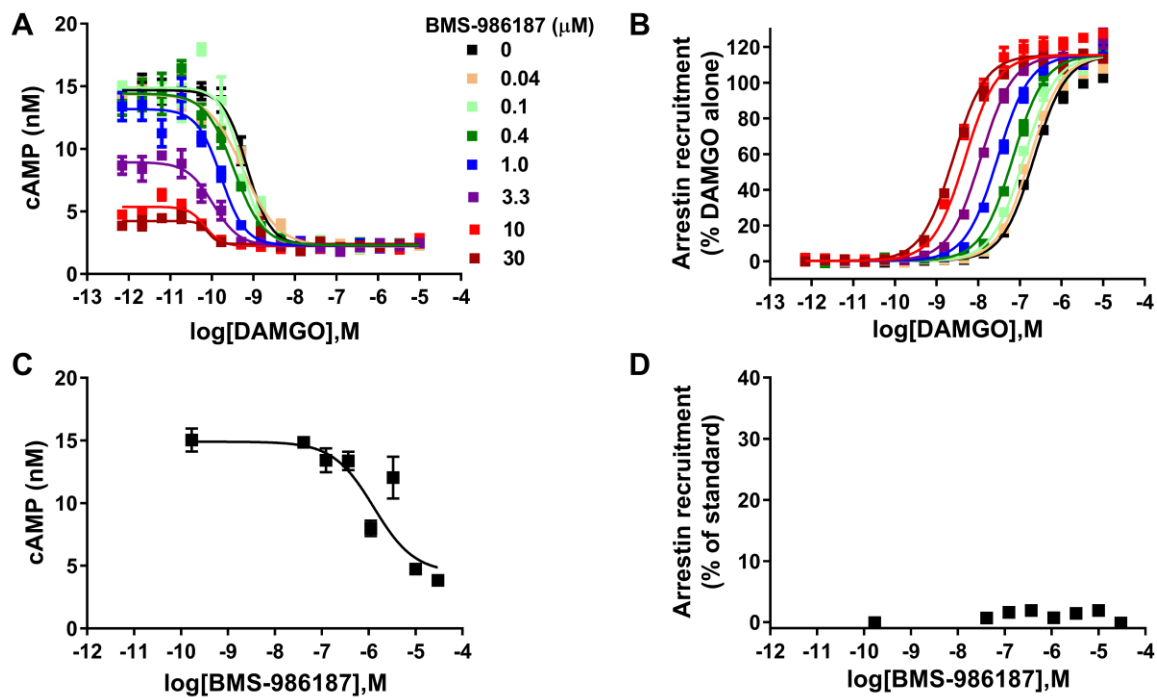 A
cAMP (nM)
20
15
10
5
0
-13 -12 -11 -10 -9 -8 -7 -6 -5 -4
log[DAMGO],M
BMS-986187 (μM)
0
0.04
0.1
0.4
1.0
3.3
10
30
B
Arrestin recruitment
(% DAMGO alone)
120
100
80
60
40
20
0
-13 -12 -11 -10 -9 -8 -7 -6 -5 -4
log[DAMGO],M
C
cAMP (nM)
20
15
10
5
0
-12 -11 -10 -9 -8 -7 -6 -5 -4
log[BMS-986187],M
D
Arrestin recruitment
(% of standard)
40
30
20
10
0
-12 -11 -10 -9 -8 -7 -6 -5 -4
log[BMS-986187],M